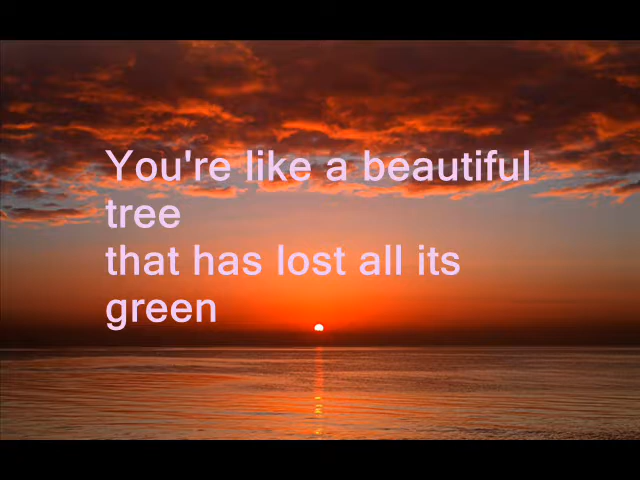 You're like a beautiful
tree
that has lost all its
green